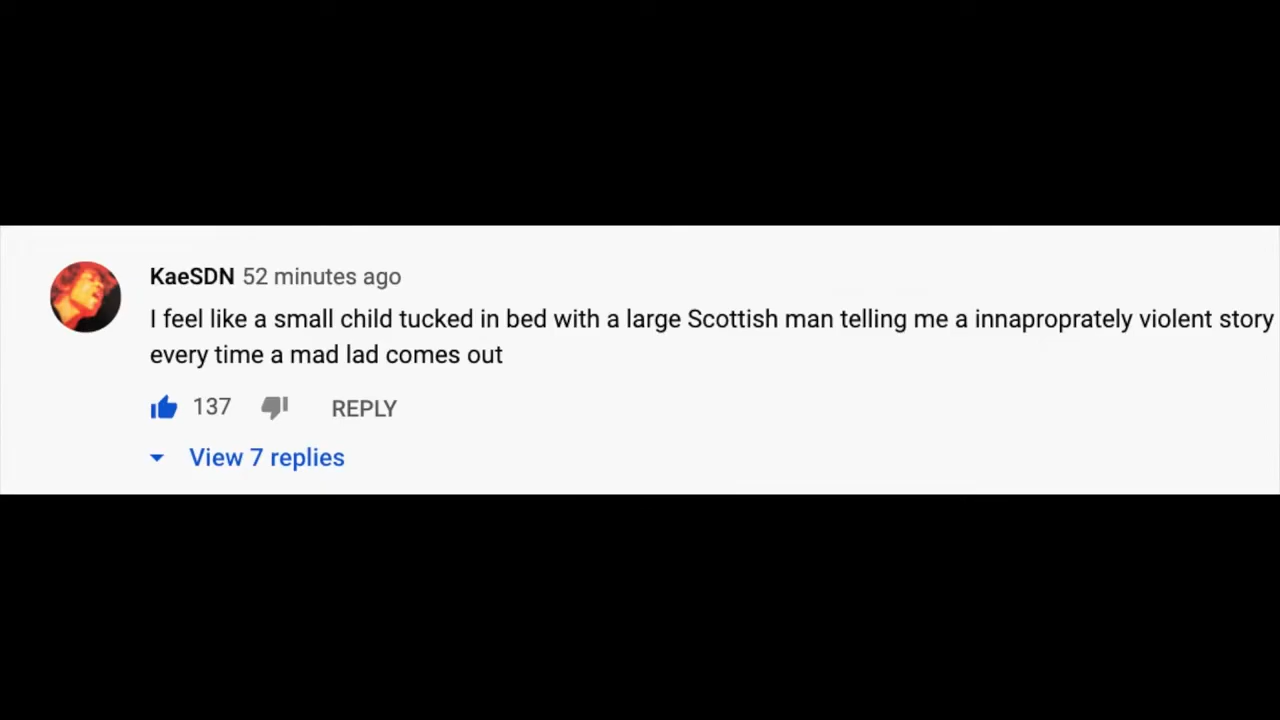 KaeSDN 52 minutes ago
I feel like a small child tucked in bed with a large Scottish man telling me a innaproprately violent story
every time a mad lad comes out
137 REPLY
View 7 replies